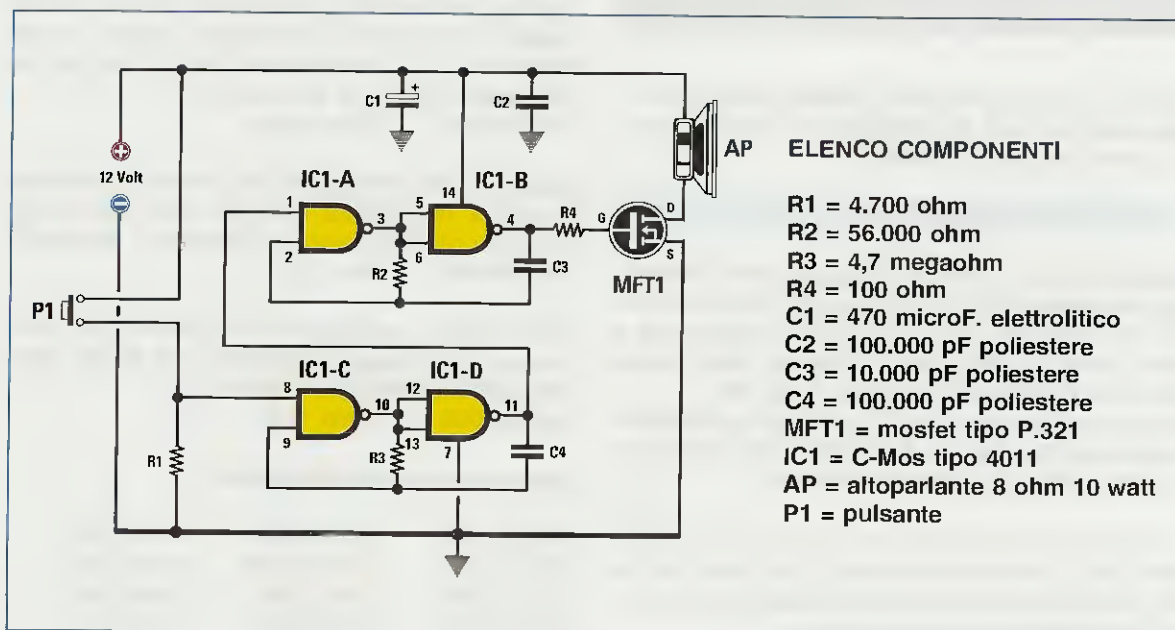 C1
+
C2
12 Volt
AP
IC1-A
IC1-B
1
2
3
5
6
14
4
R4
G
D
S
R2
C3
MFT1
P1
IC1-C
IC1-D
8
9
10
12
13
7
11
R1
R3
C4
ELENCO COMPONENTI
R1 = 4.700 ohm
R2 = 56.000 ohm
R3 = 4,7 megaohm
R4 = 100 ohm
C1 = 470 microF. elettrolitico
C2 = 100.000 pF poliestere
C3 = 10.000 pF poliestere
C4 = 100.000 pF poliestere
MFT1 = mosfet tipo P.321
IC1 = C-Mos tipo 4011
AP = altoparlante 8 ohm 10 watt
P1 = pulsante